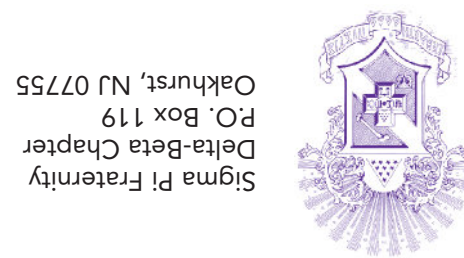 Sigma Pi Fraternity
Delta-Beta Chapter
P.O. Box 119
Oakhurst, NJ 07755